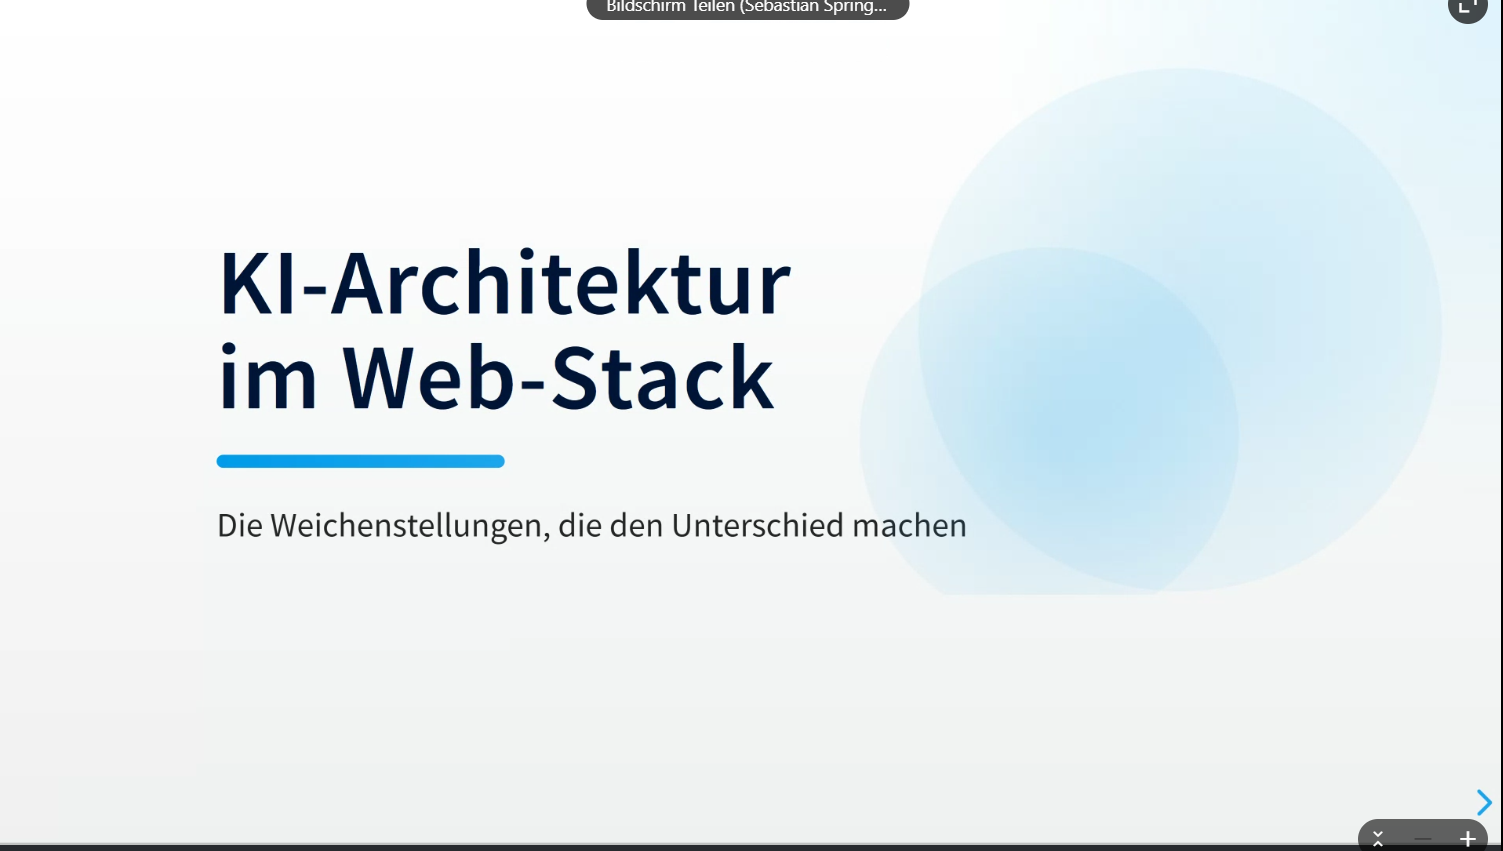 Bildschirm Teilen (Sebastian Spring...
KI-Architektur
im Web-Stack
Die Weichenstellungen, die den Unterschied machen